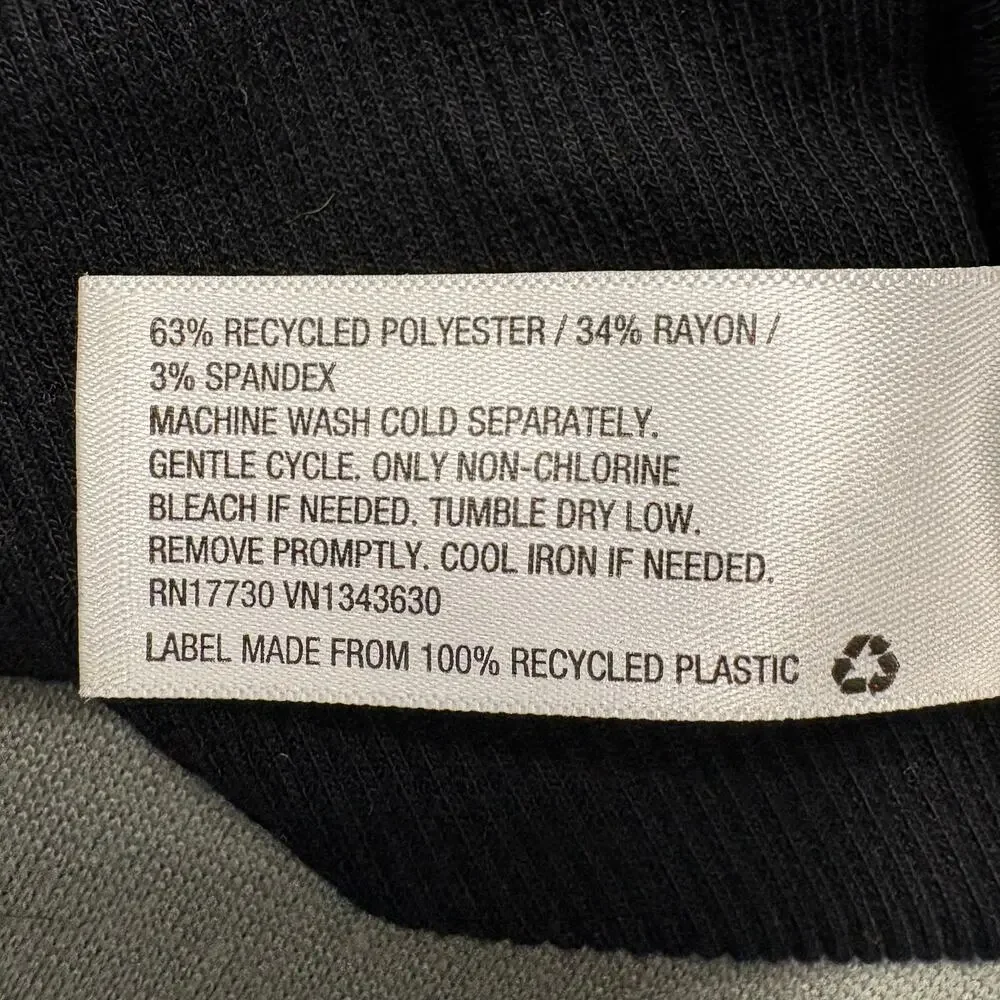 63% RECYCLED POLYESTER / 34% RAYON /
3% SPANDEX
MACHINE WASH COLD SEPARATELY.
GENTLE CYCLE. ONLY NON-CHLORINE
BLEACH IF NEEDED. TUMBLE DRY LOW.
REMOVE PROMPTLY. COOL IRON IF NEEDED.
RN17730 VN1343630
LABEL MADE FROM 100% RECYCLED PLASTIC